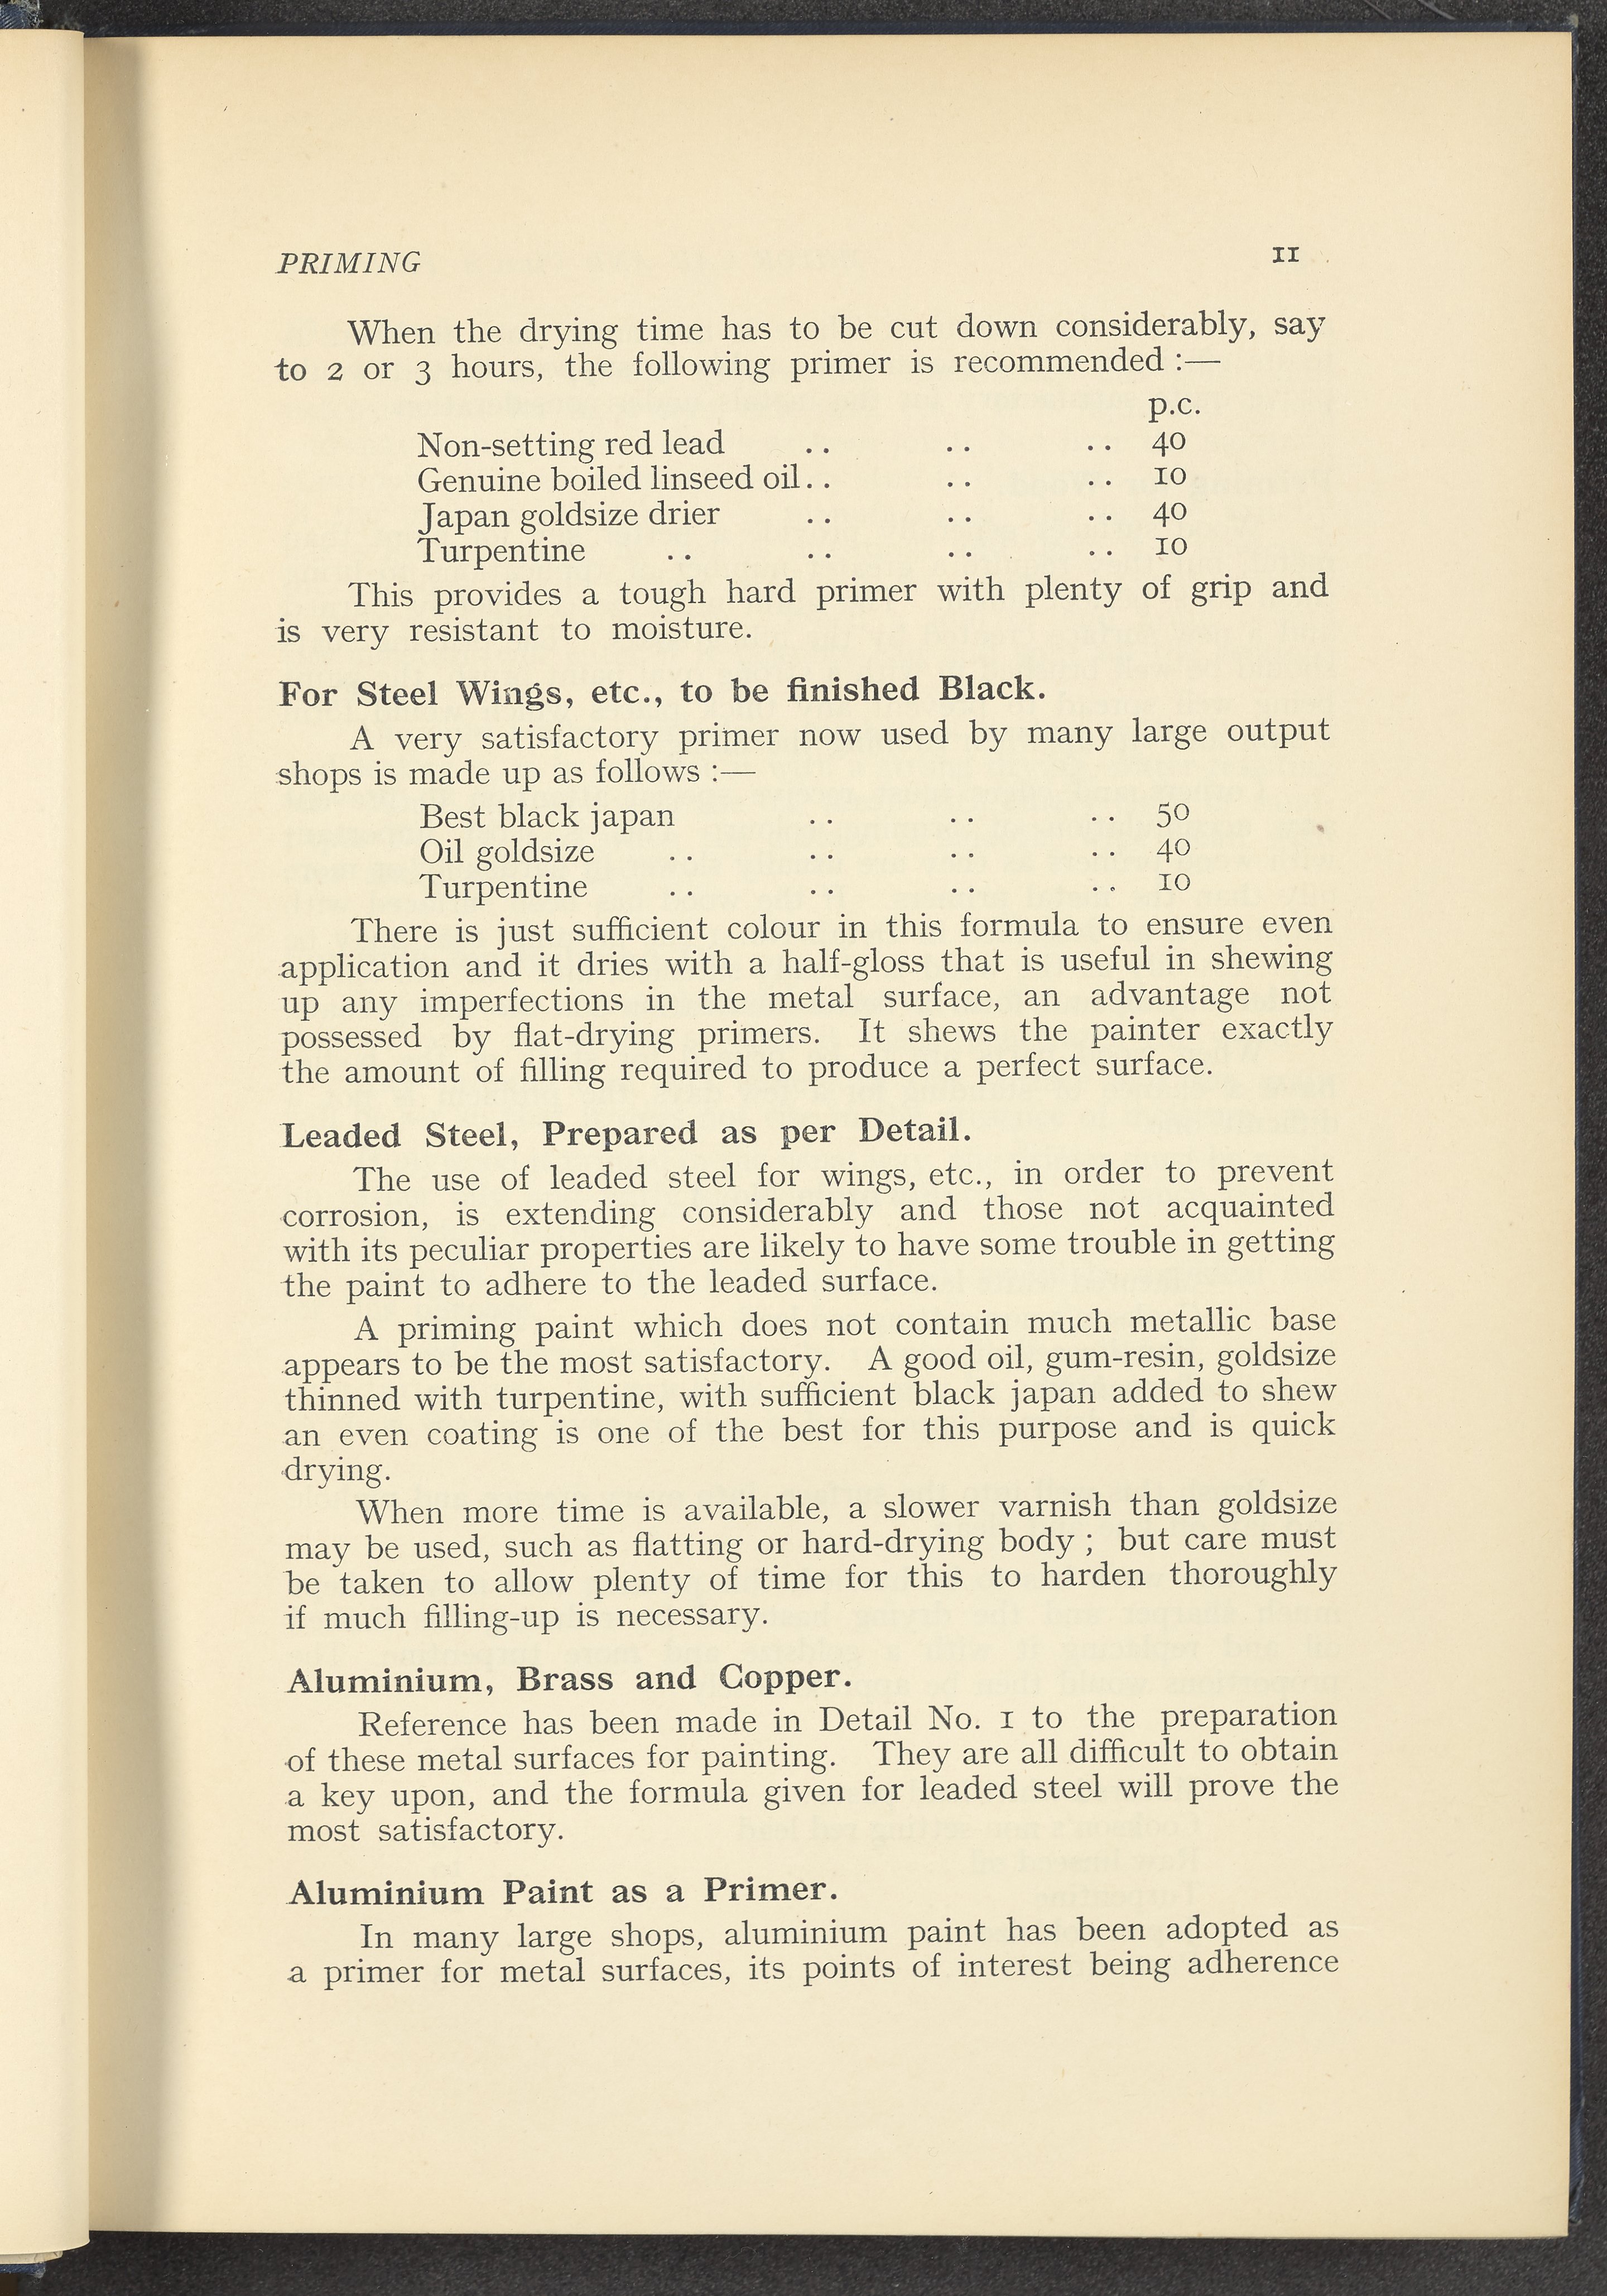 PRIMING 11
When the drying time has to be cut down considerably, say
to 2 or 3 hours, the following primer is recommended :—
p.c.
Non-setting red lead .. .. .. 40
Genuine boiled linseed oil.. .. .. 10
Japan goldsize drier .. .. .. 40
Turpentine .. .. .. .. 10
This provides a tough hard primer with plenty of grip and
is very resistant to moisture.
For Steel Wings, etc., to be finished Black.
A very satisfactory primer now used by many large output
shops is made up as follows :—
Best black japan .. .. .. 50
Oil goldsize .. .. .. .. 40
Turpentine .. .. .. .. 10
There is just sufficient colour in this formula to ensure even
application and it dries with a half-gloss that is useful in shewing
up any imperfections in the metal surface, an advantage not
possessed by flat-drying primers. It shews the painter exactly
the amount of filling required to produce a perfect surface.
Leaded Steel, Prepared as per Detail.
The use of leaded steel for wings, etc., in order to prevent
corrosion, is extending considerably and those not acquainted
with its peculiar properties are likely to have some trouble in getting
the paint to adhere to the leaded surface.
A priming paint which does not contain much metallic base
appears to be the most satisfactory. A good oil, gum-resin, goldsize
thinned with turpentine, with sufficient black japan added to shew
an even coating is one of the best for this purpose and is quick
drying.
When more time is available, a slower varnish than goldsize
may be used, such as flatting or hard-drying body ; but care must
be taken to allow plenty of time for this to harden thoroughly
if much filling-up is necessary.
Aluminium, Brass and Copper.
Reference has been made in Detail No. 1 to the preparation
of these metal surfaces for painting. They are all difficult to obtain
a key upon, and the formula given for leaded steel will prove the
most satisfactory.
Aluminium Paint as a Primer.
In many large shops, aluminium paint has been adopted as
a primer for metal surfaces, its points of interest being adherence